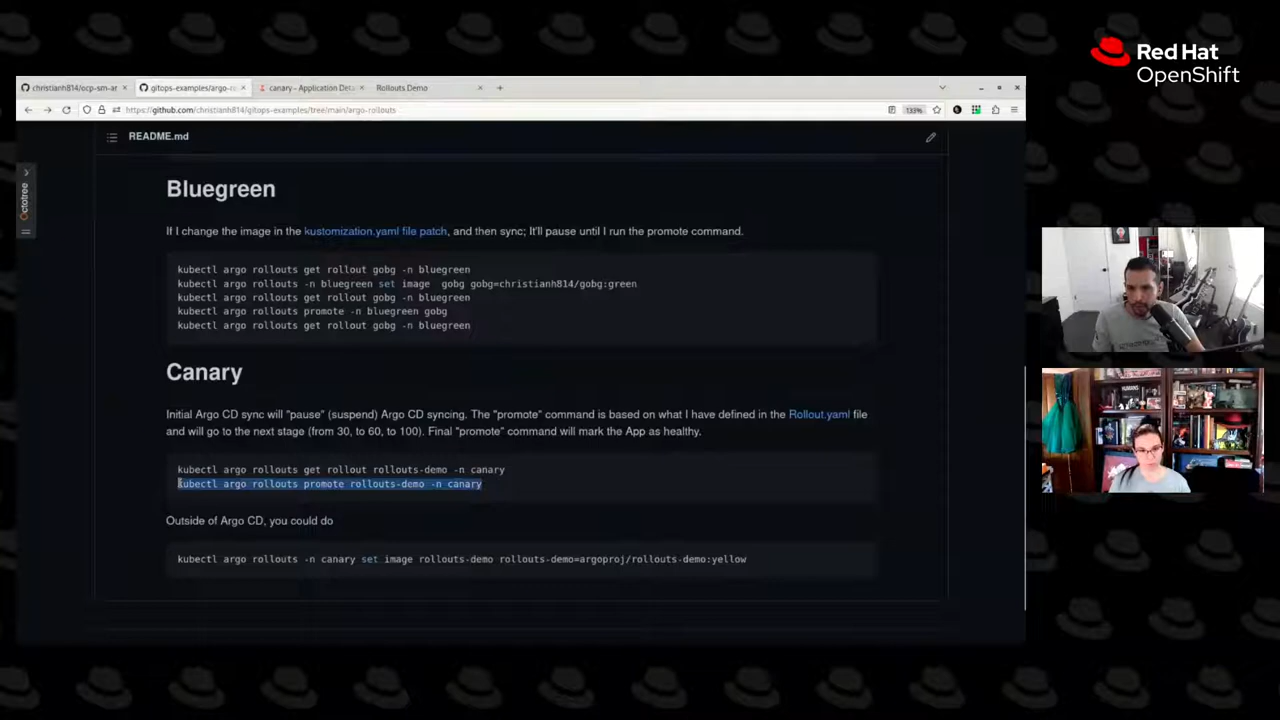 Red Hat
OpenShift
christianh814/ocp-sm-ar
gitops-examples/argo-ro
canary - Application Deta
Rollouts Demo
https://github.com/christianh814/gitops-examples/tree/main/argo-rollouts
133%
README.md
Octotree
Bluegreen
If I change the image in the kustomization.yaml file patch, and then sync; It'll pause until I run the promote command.
kubectl argo rollouts get rollout gobg -n bluegreen
kubectl argo rollouts -n bluegreen set image  gobg gobg=christianh814/gobg:green
kubectl argo rollouts get rollout gobg -n bluegreen
kubectl argo rollouts promote -n bluegreen gobg
kubectl argo rollouts get rollout gobg -n bluegreen
Canary
Initial Argo CD sync will "pause" (suspend) Argo CD syncing. The "promote" command is based on what I have defined in the Rollout.yaml file
and will go to the next stage (from 30, to 60, to 100). Final "promote" command will mark the App as healthy.
kubectl argo rollouts get rollout rollouts-demo -n canary
kubectl argo rollouts promote rollouts-demo -n canary
Outside of Argo CD, you could do
kubectl argo rollouts -n canary set image rollouts-demo rollouts-demo=argoproj/rollouts-demo:yellow
HUMANS